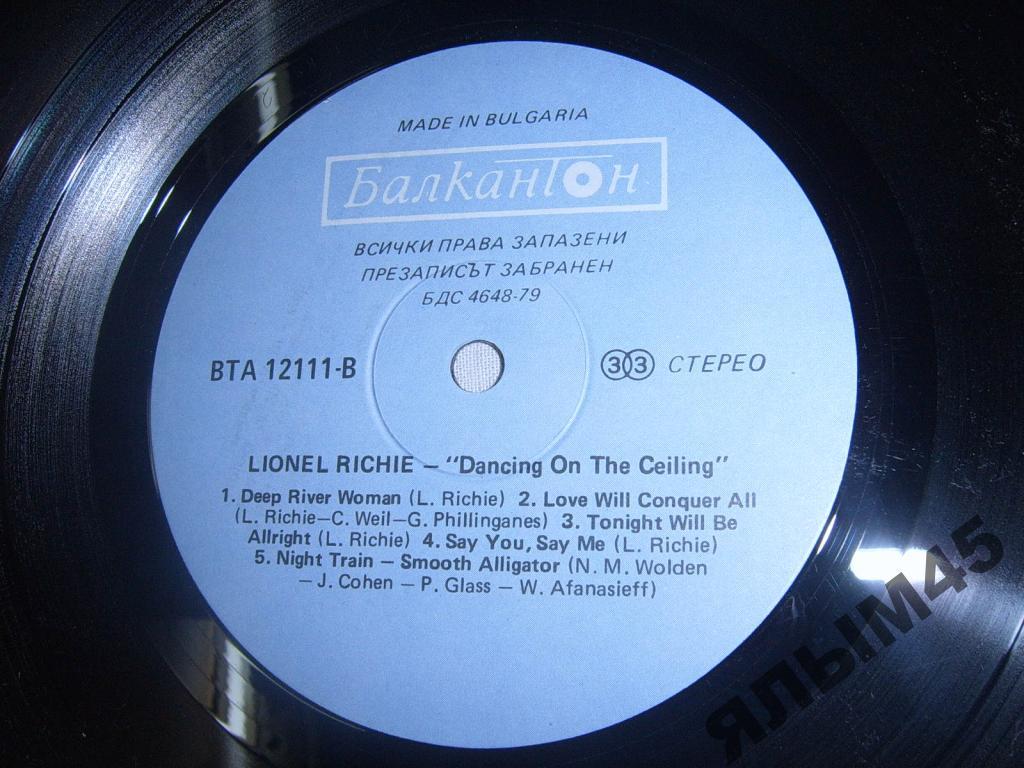 MADE IN BULGARIA
Балкантон
ВСИЧКИ ПРАВА ЗАПАЗЕНИ
ПРЕЗАПИСЪТ ЗАБРАНЕН
БДС 4648-79
ВТА 12111-В
33 СТЕРЕО
LIONEL RICHIE – "Dancing On The Ceiling"
1. Deep River Woman (L. Richie) 2. Love Will Conquer All
(L. Richie–C. Weil–G. Phillinganes) 3. Tonight Will Be
Allright (L. Richie) 4. Say You, Say Me (L. Richie)
5. Night Train – Smooth Alligator (N. M. Wolden
– J. Cohen – P. Glass – W. Afanasieff)
ЯЛЫМ45